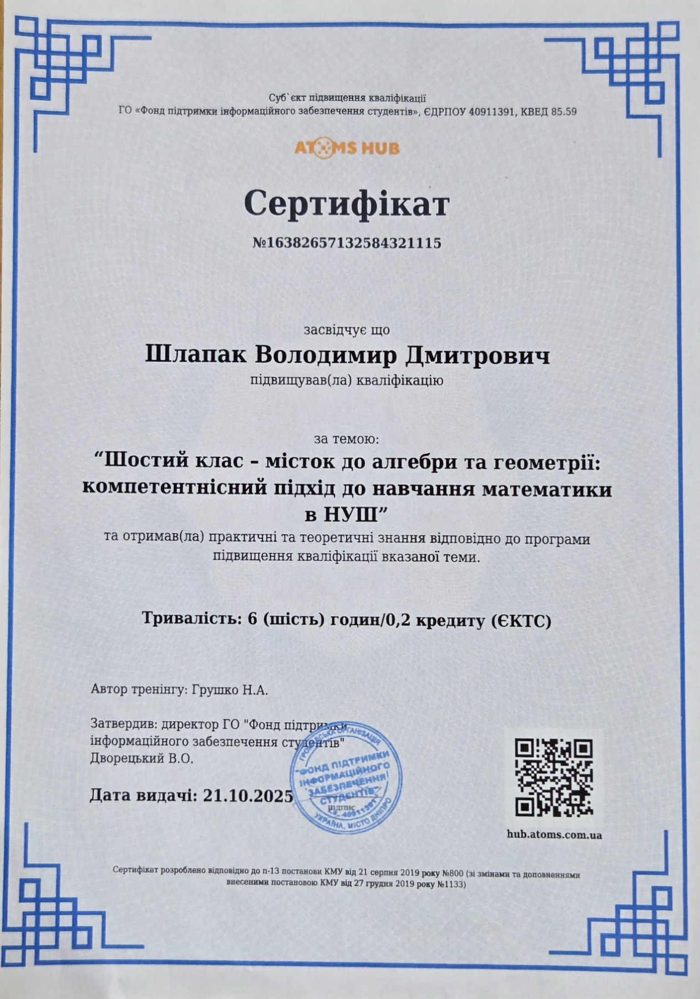 Суб`єкт підвищення кваліфікації
ГО «Фонд підтримки інформаційного забезпечення студентів», ЄДРПОУ 40911391, КВЕД 85.59
ATOMS HUB
Сертифікат
№16382657132584321115
засвідчує що
Шлапак Володимир Дмитрович
підвищував(ла) кваліфікацію
за темою:
“Шостий клас – місток до алгебри та геометрії:
компетентнісний підхід до навчання математики
в НУШ”
та отримав(ла) практичні та теоретичні знання відповідно до програми
підвищення кваліфікації вказаної теми.
Тривалість: 6 (шість) годин/0,2 кредиту (ЄКТС)
Автор тренінгу: Грушко Н.А.
Затвердив: директор ГО "Фонд підтримки
інформаційного забезпечення студентів"
Дворецький В.О.
Дата видачі: 21.10.2025
ГРОМАДСЬКА ОРГАНІЗАЦІЯ
"ФОНД ПІДТРИМКИ
ІНФОРМАЦІЙНОГО
ЗАБЕЗПЕЧЕННЯ
СТУДЕНТІВ"
підпис
І.К. 40911391
УКРАЇНА, МІСТО ДНІПРО
hub.atoms.com.ua
Сертифікат розроблено відповідно до п-13 постанови КМУ від 21 серпня 2019 року №800 (зі змінами та доповненнями
внесеними постановою КМУ від 27 грудня 2019 року №1133)